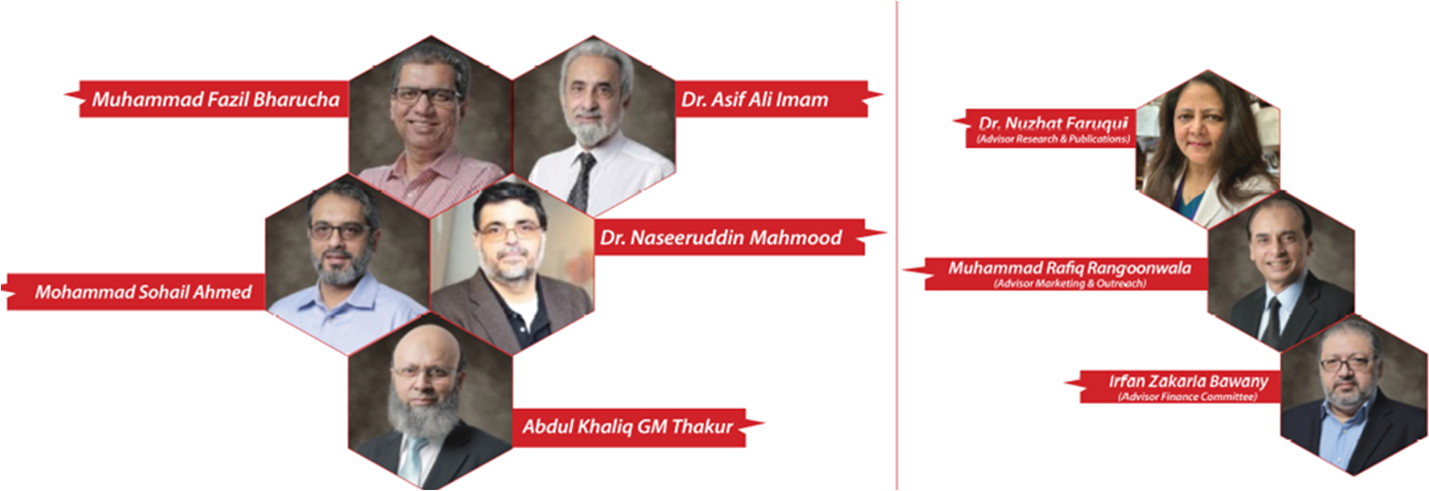 Muhammad Fazil Bharucha
Dr. Asif Ali Imam
Dr. Naseeruddin Mahmood
Mohammad Sohail Ahmed
Abdul Khaliq GM Thakur
Dr. Nuzhat Faruqui
(Advisor Research & Publications)
Muhammad Rafiq Rangoonwala
(Advisor Marketing & Outreach)
Irfan Zakaria Bawany
(Advisor Finance Committee)